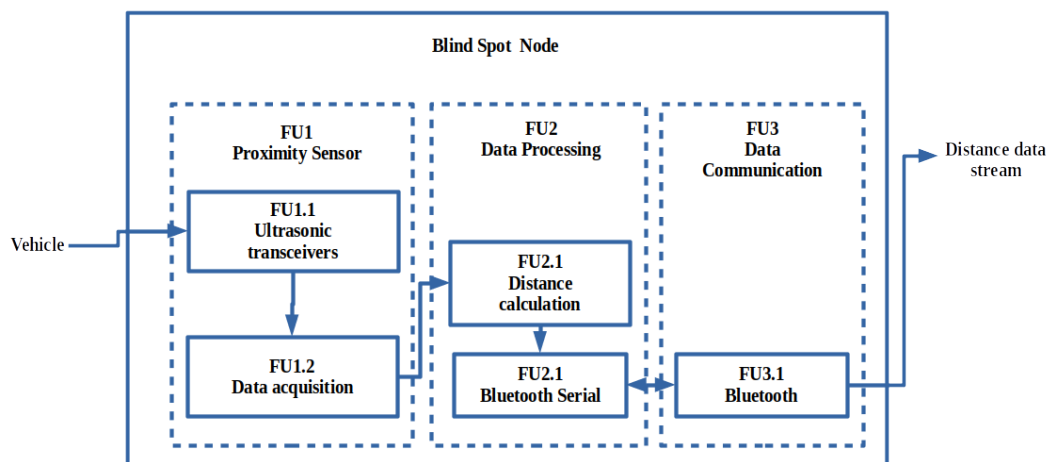 Blind Spot Node
FU1
Proximity Sensor
FU2
Data Processing
FU3
Data
Communication
Distance data
stream
Vehicle
FU1.1
Ultrasonic
transceivers
FU2.1
Distance
calculation
FU1.2
Data acquisition
FU2.1
Bluetooth Serial
FU3.1
Bluetooth